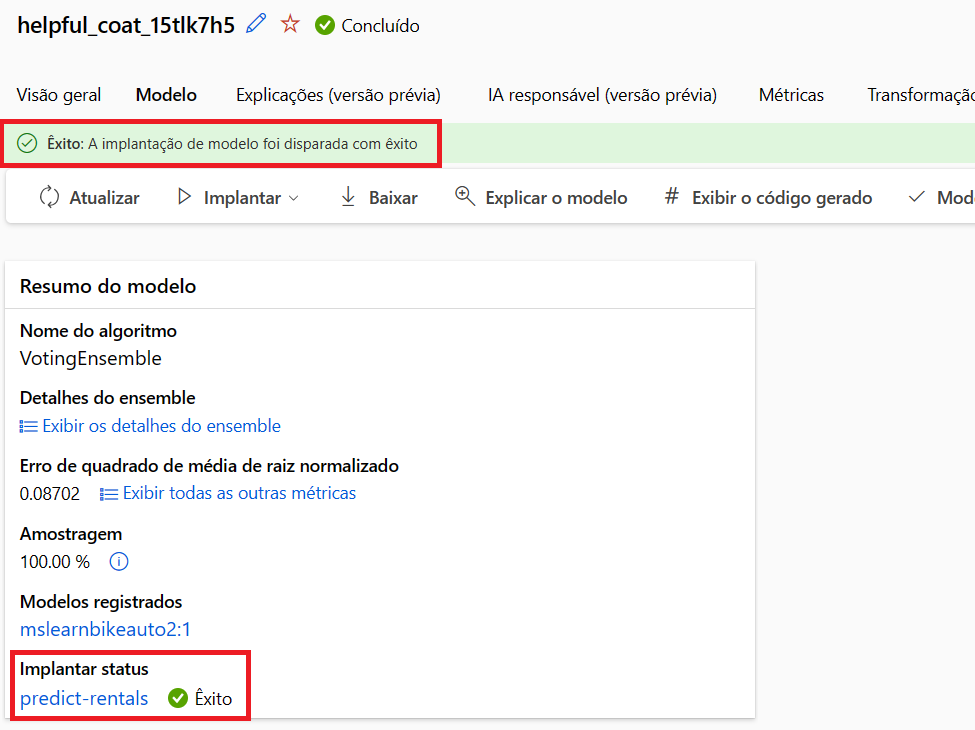 helpful_coat_15tlk7h5 Concluído
Visão geral Modelo Explicações (versão prévia) IA responsável (versão prévia) Métricas Transformaçã
Êxito: A implantação de modelo foi disparada com êxito
Atualizar Implantar Baixar Explicar o modelo # Exibir o código gerado Mod
Resumo do modelo
Nome do algoritmo
VotingEnsemble
Detalhes do ensemble
Exibir os detalhes do ensemble
Erro de quadrado de média de raiz normalizado
0.08702 Exibir todas as outras métricas
Amostragem
100.00 %
Modelos registrados
mslearnbikeauto2:1
Implantar status
predict-rentals Êxito